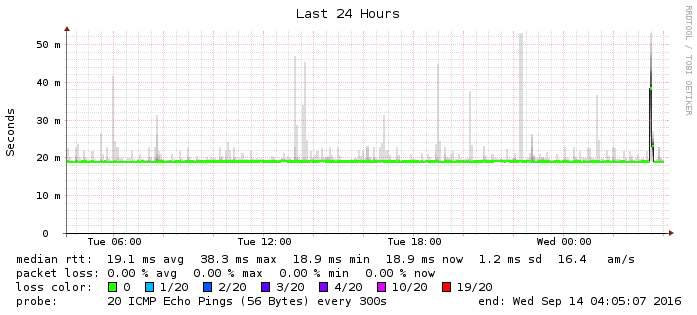 Last 24 Hours
RRDTOOL / TOBI OETIKER
Seconds
50 m
40 m
30 m
20 m
10 m
0
Tue 06:00 Tue 12:00 Tue 18:00 Wed 00:00
median rtt: 19.1 ms avg 38.3 ms max 18.9 ms min 18.9 ms now 1.2 ms sd 16.4 am/s
packet loss: 0.00 % avg 0.00 % max 0.00 % min 0.00 % now
loss color: 0 1/20 2/20 3/20 4/20 10/20 19/20
probe: 20 ICMP Echo Pings (56 Bytes) every 300s end: Wed Sep 14 04:05:07 2016